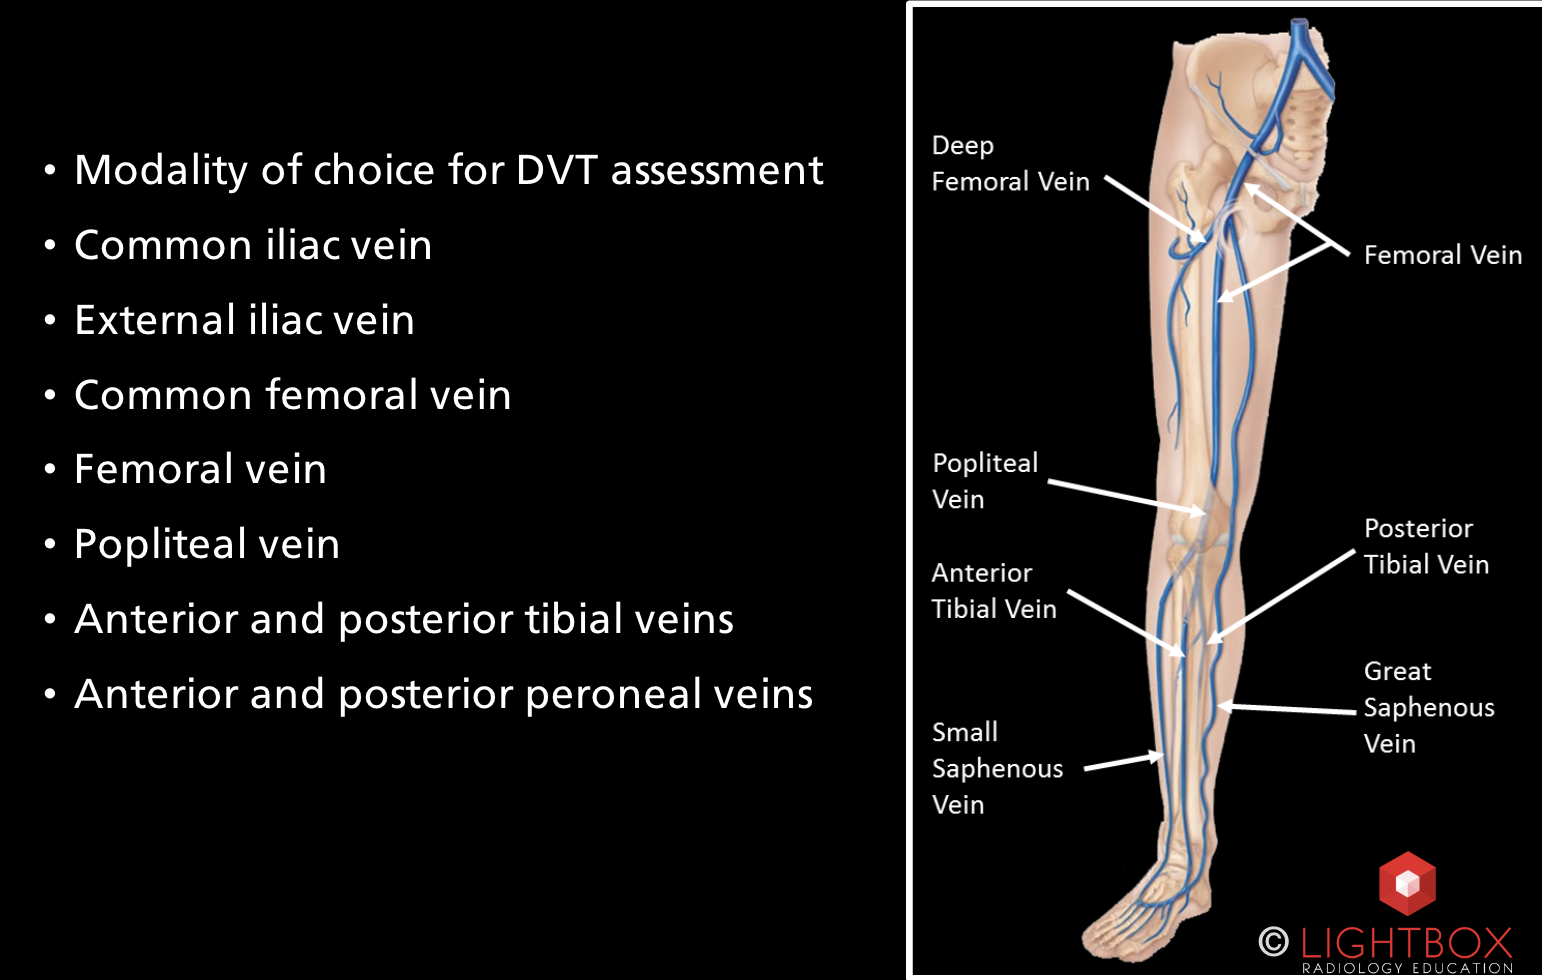 • Modality of choice for DVT assessment
• Common iliac vein
• External iliac vein
• Common femoral vein
• Femoral vein
• Popliteal vein
• Anterior and posterior tibial veins
• Anterior and posterior peroneal veins
Deep
Femoral Vein
Femoral Vein
Popliteal
Vein
Posterior
Tibial Vein
Anterior
Tibial Vein
Great
Saphenous
Vein
Small
Saphenous
Vein
© LIGHTBOX
RADIOLOGY EDUCATION